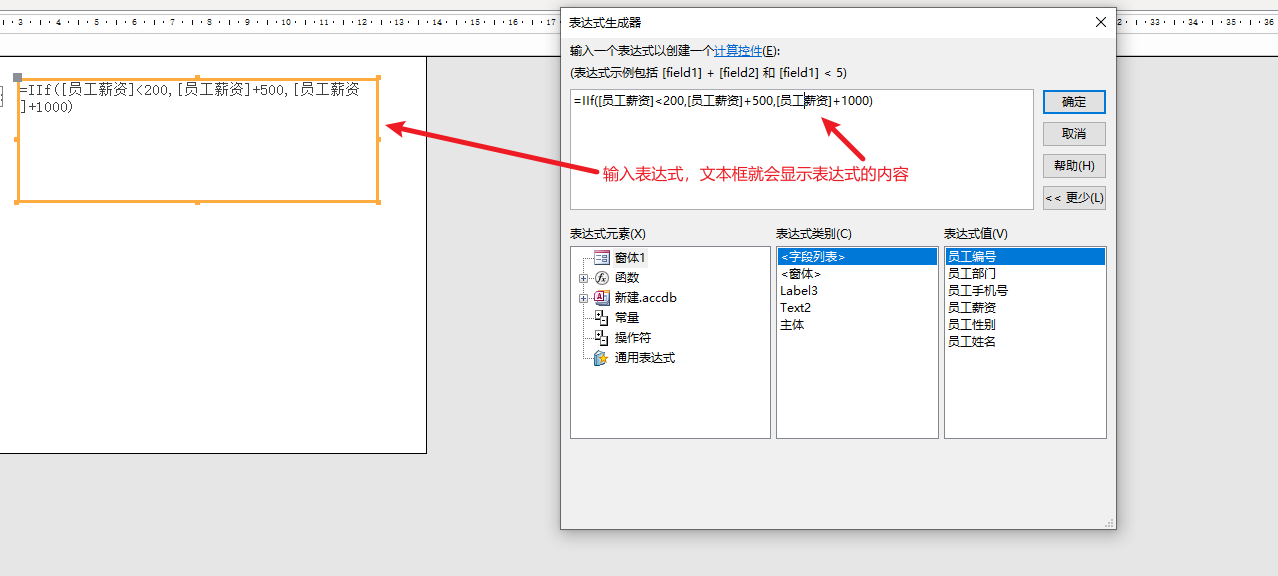 3 4 5 6 7 8 9 10 11 12 13 14 15 16 17
32 33 34 35 36
=IIf([员工薪资]<200,[员工薪资]+500,[员工薪资
]+1000)
表达式生成器
输入一个表达式以创建一个计算控件(E):
(表达式示例包括 [field1] + [field2] 和 [field1] < 5)
=IIf([员工薪资]<200,[员工薪资]+500,[员工薪资]+1000)
输入表达式，文本框就会显示表达式的内容
确定
取消
帮助(H)
<< 更少(L)
表达式元素(X)
窗体1
函数
新建.accdb
常量
操作符
通用表达式
表达式类别(C)
<字段列表>
<窗体>
Label3
Text2
主体
表达式值(V)
员工编号
员工部门
员工手机号
员工薪资
员工性别
员工姓名